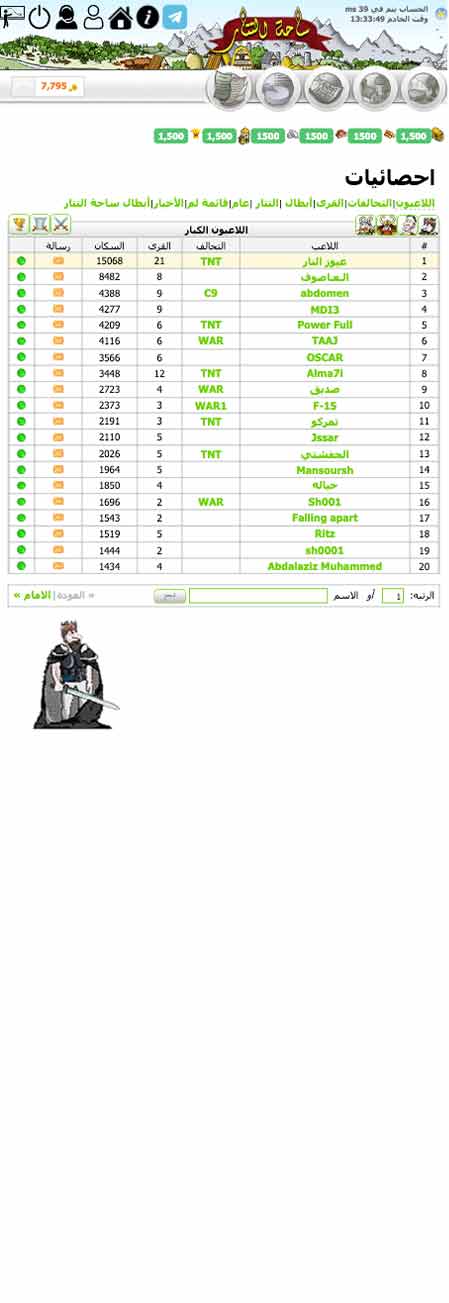 الحساب يتم في 39 ms
وقت الخادم 13:33:49
ساحة التتار
7,795
1,500 1,500 1500 1500 1500 1,500
احصائيات
اللاعبون|التحالفات|القرى|أبطال |التتار |عام|قائمة لم|الأخبار|أبطال ساحة التتار
اللاعبون الكبار
# اللاعب التحالف القرى السكان رسالة
1 عبور النار TNT 21 15068
2 العاصوف 8 8482
3 abdomen C9 9 4388
4 MDI3 9 4277
5 Power Full TNT 6 4209
6 TAAJ WAR 6 4116
7 OSCAR 6 3566
8 Alma7i TNT 12 3448
9 صديق WAR 4 2723
10 F-15 WAR1 3 2373
11 تمركو TNT 3 2191
12 Jssar 5 2110
13 TNT 5 2026
14 Mansoursh 5 1964
15 خياله 4 1850
16 Sh001 WAR 2 1696
17 Falling apart 2 1543
18 Ritz 5 1519
19 sh0001 2 1444
20 Abdalaziz Muhammed 4 1434
الرتبه: 1 أو الاسم « العودة|الامام »